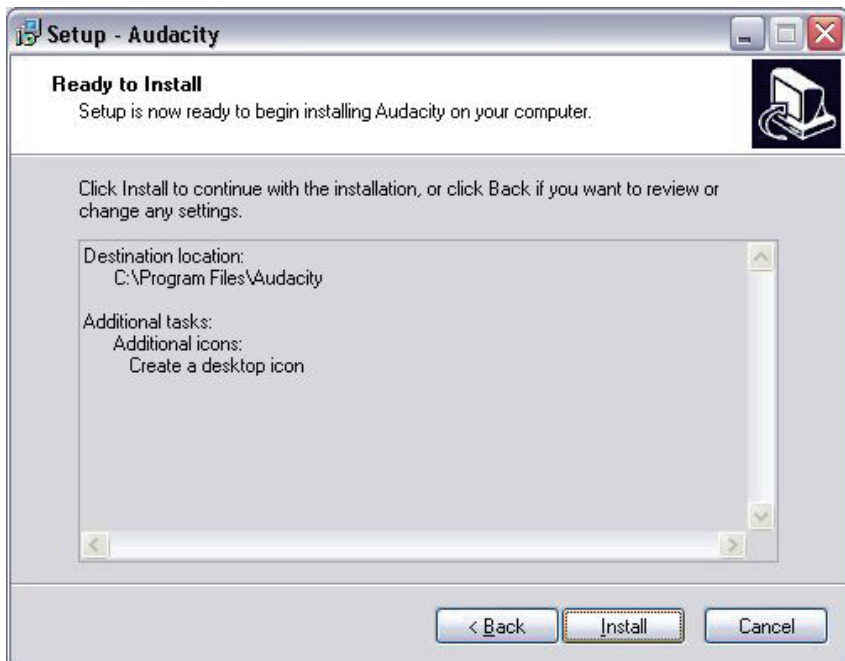 Setup - Audacity
Ready to Install
Setup is now ready to begin installing Audacity on your computer.
Click Install to continue with the installation, or click Back if you want to review or
change any settings.
Destination location:
C:\Program Files\Audacity
Additional tasks:
Additional icons:
Create a desktop icon
< Back
Install
Cancel